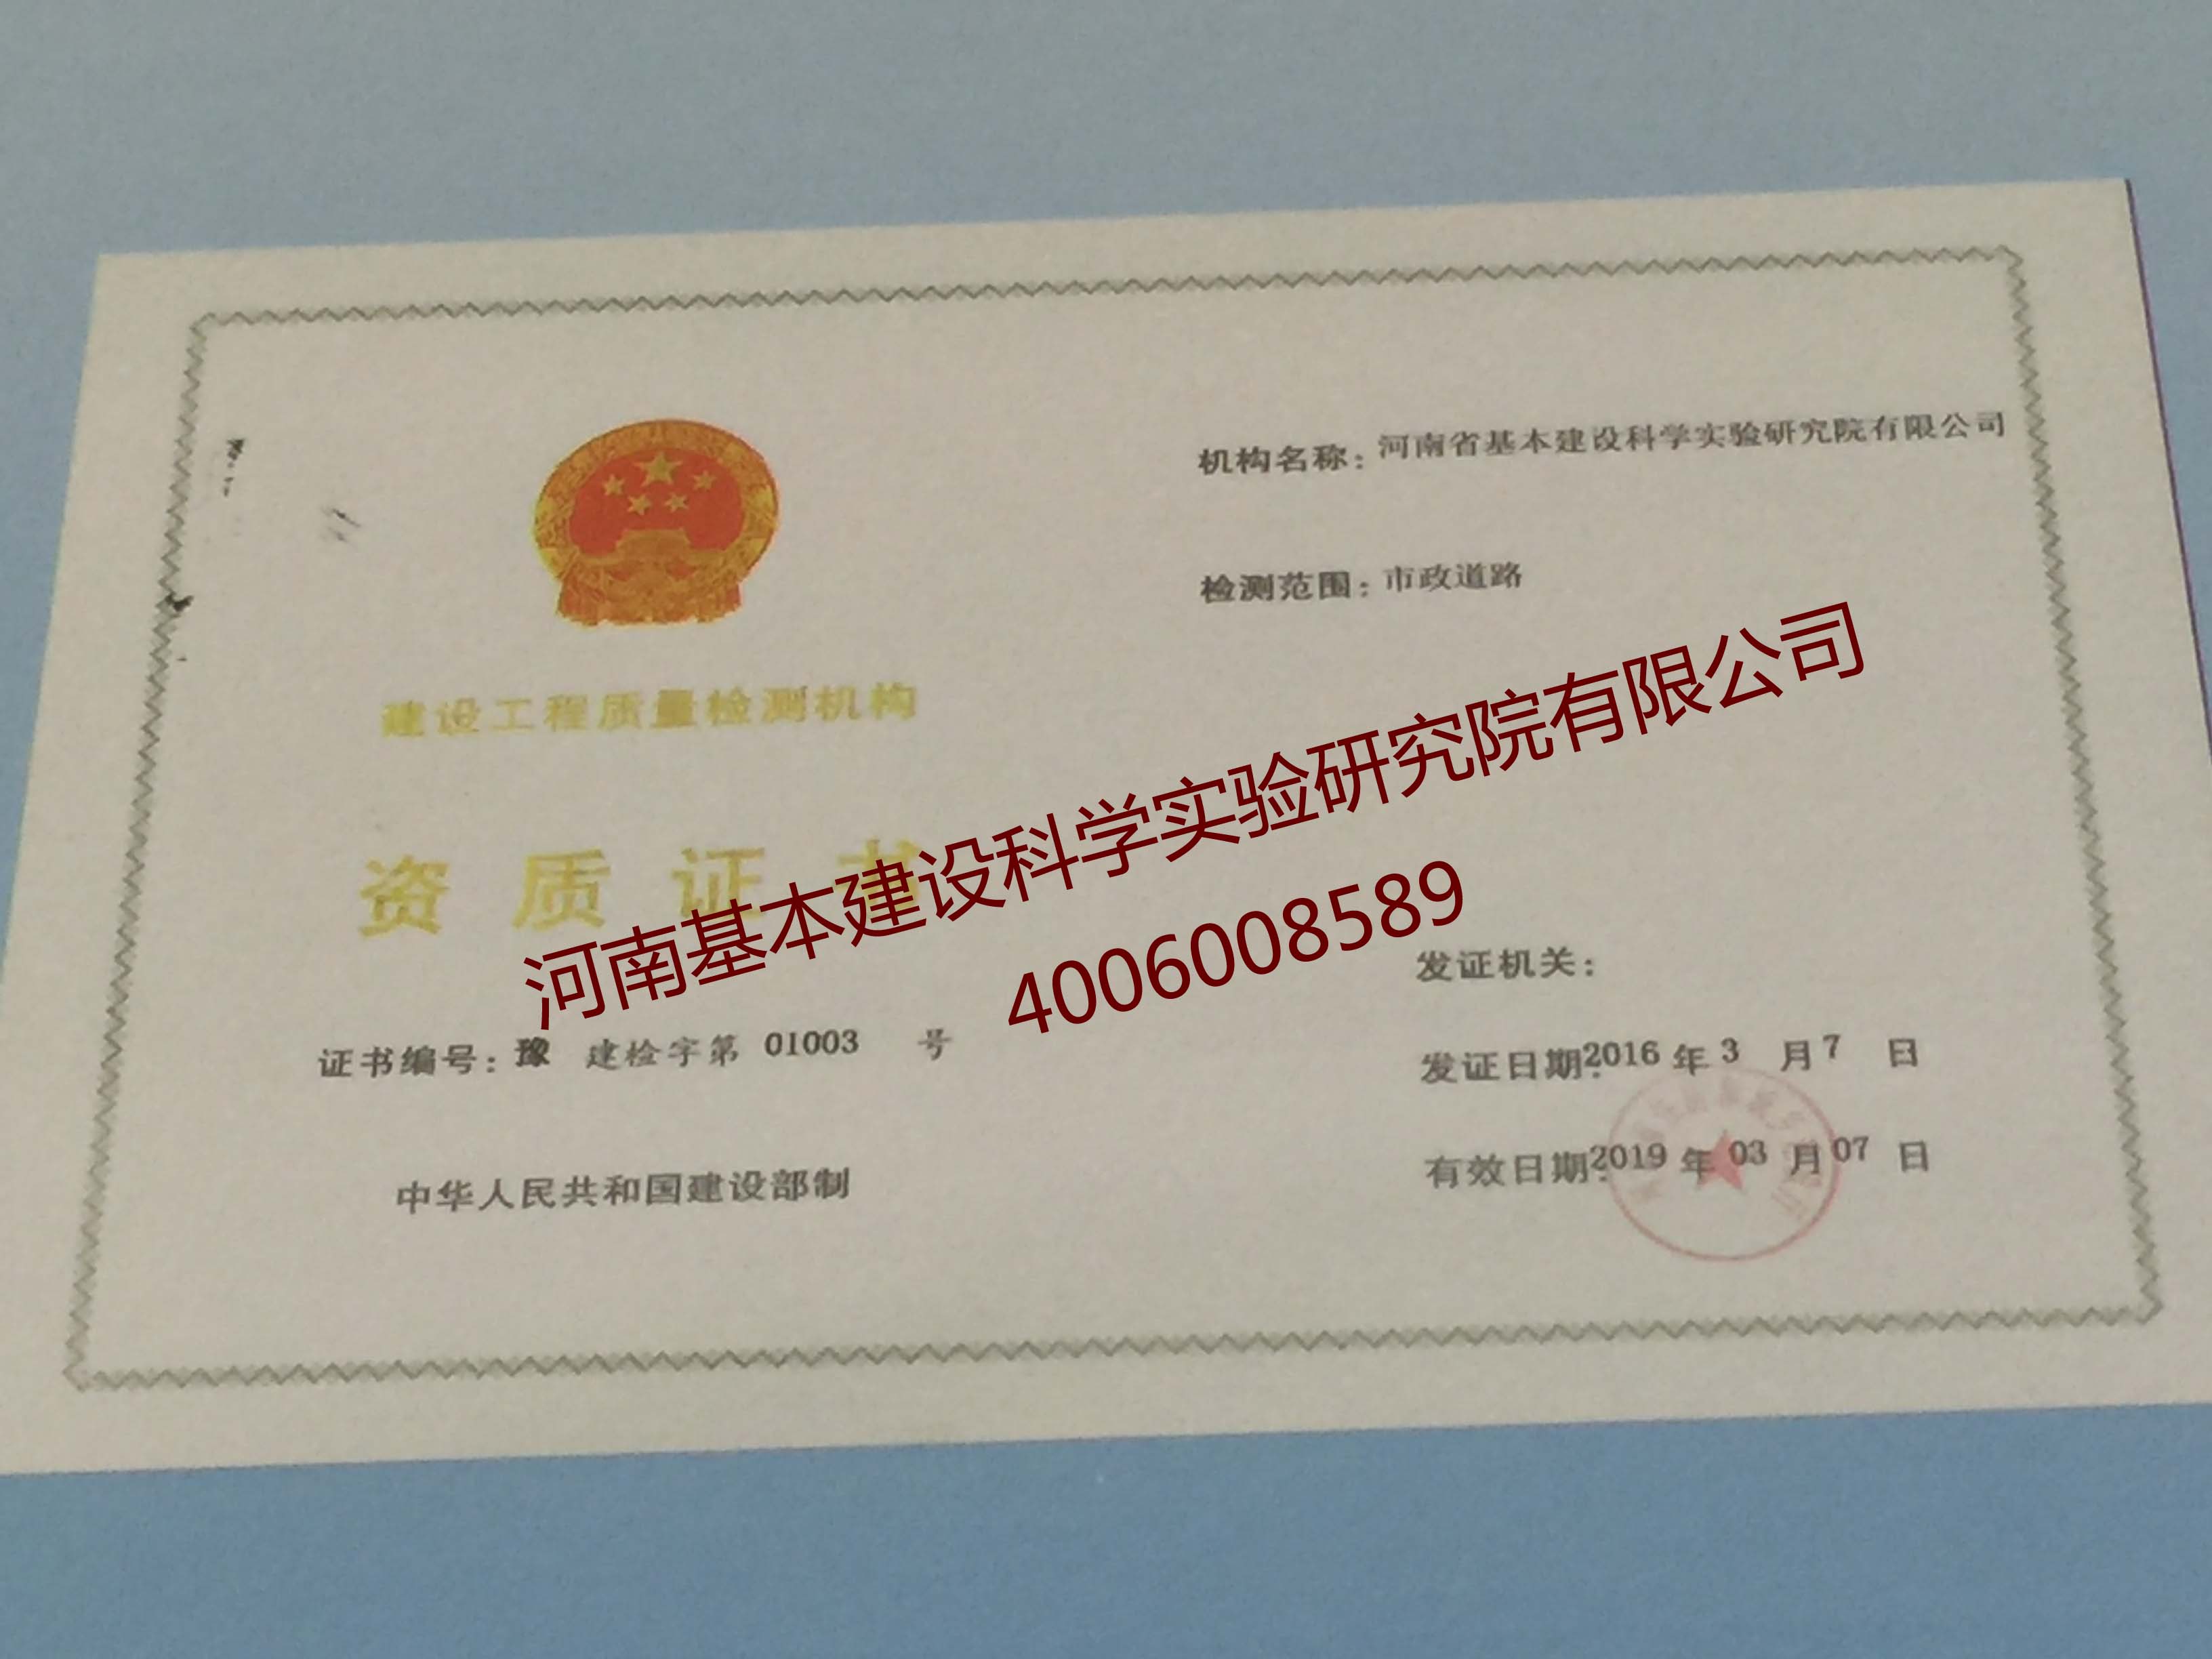 建设工程质量检测机构
资质证书
证书编号：豫 建检字第 01003 号
中华人民共和国建设部制
机构名称：河南省基本建设科学实验研究院有限公司
检测范围：市政道路
发证机关：
发证日期：2016 年 3 月 7 日
有效日期：2019 年 03 月 07 日
河南基本建设科学实验研究院有限公司
4006008589